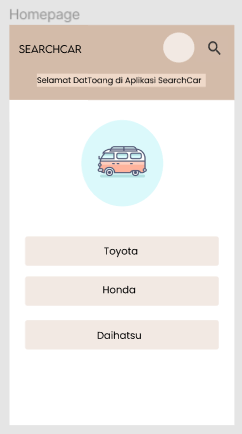 Homepage
SEARCHCAR
Selamat DatToang di Aplikasi SearchCar
Toyota
Honda
Daihatsu